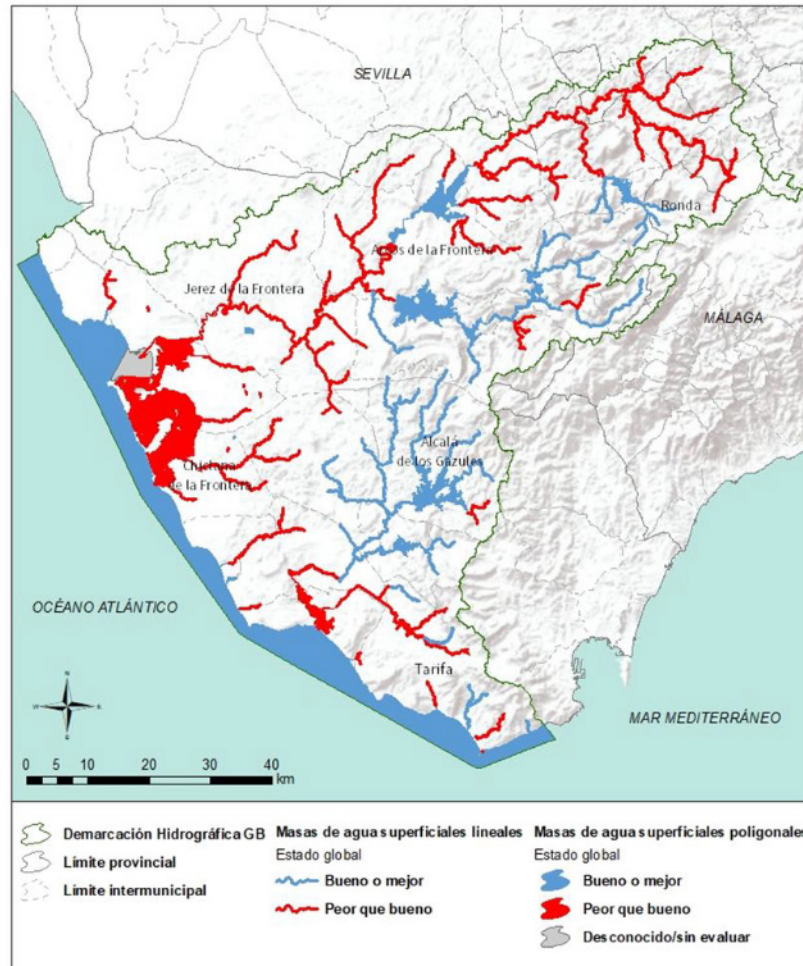 SEVILLA
Ronda
Arcos de la Frontera
Jerez de la Frontera
MÁLAGA
Alcalá
de los Gazules
Chiclana
de la Frontera
OCÉANO ATLÁNTICO
Tarifa
MAR MEDITERRÁNEO
N
W E
S
0 5 10 20 30 40
km
Demarcación Hidrográfica GB
Límite provincial
Límite intermunicipal
Masas de agua superficiales lineales
Estado global
Bueno o mejor
Peor que bueno
Masas de agua superficiales poligonales
Estado global
Bueno o mejor
Peor que bueno
Desconocido/sin evaluar